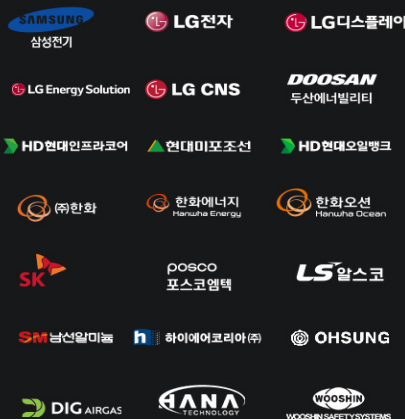 SAMSUNG
삼성전기
LG전자
LG디스플레이
LG Energy Solution
LG CNS
DOOSAN
두산에너빌리티
HD현대인프라코어
현대미포조선
HD현대오일뱅크
㈜한화
한화에너지
Hanwha Energy
한화오션
Hanwha Ocean
SK
posco
포스코엠텍
LS알스코
SM남선알미늄
h 하이에어코리아㈜
OHSUNG
DIG AIRGAS
HANA
TECHNOLOGY
WOOSHIN
WOOSHIN SAFETY SYSTEMS